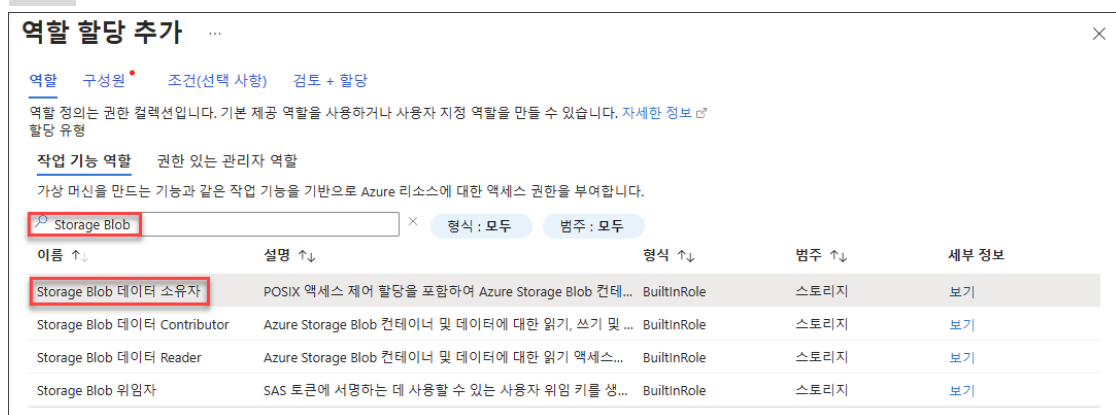 역할 할당 추가 ...
역할 구성원 조건(선택 사항) 검토 + 할당
역할 정의는 권한 컬렉션입니다. 기본 제공 역할을 사용하거나 사용자 지정 역할을 만들 수 있습니다. 자세한 정보
할당 유형
작업 기능 역할 권한 있는 관리자 역할
가상 머신을 만드는 기능과 같은 작업 기능을 기반으로 Azure 리소스에 대한 액세스 권한을 부여합니다.
Storage Blob 형식 : 모두 범주 : 모두
이름 설명 형식 범주 세부 정보
Storage Blob 데이터 소유자 POSIX 액세스 제어 할당을 포함하여 Azure Storage Blob 컨테... BuiltInRole 스토리지 보기
Storage Blob 데이터 Contributor Azure Storage Blob 컨테이너 및 데이터에 대한 읽기, 쓰기 및 ... BuiltInRole 스토리지 보기
Storage Blob 데이터 Reader Azure Storage Blob 컨테이너 및 데이터에 대한 읽기 액세스... BuiltInRole 스토리지 보기
Storage Blob 위임자 SAS 토큰에 서명하는 데 사용할 수 있는 사용자 위임 키를 생... BuiltInRole 스토리지 보기